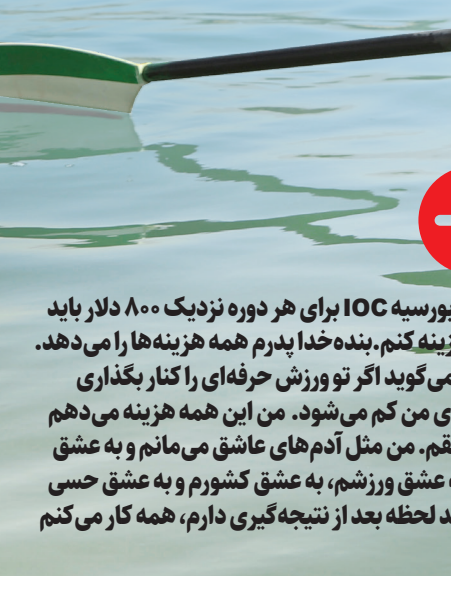 بورسیه IOC برای هر دوره نزدیک ۸۰۰ دلار باید
کنم.بنده‌خدا پدرم همه هزینه‌ها را می‌دهد.
می‌گوید اگر تو ورزش حرفه‌ای را کنار بگذاری
من کم می‌شود. من این همه هزینه می‌دهم
من مثل آدم‌های عاشق می‌مانم و به عشق
عشق ورزشم، به عشق کشورم و به عشق حسی
لحظه بعد از نتیجه‌گیری دارم، همه کار می‌کنم